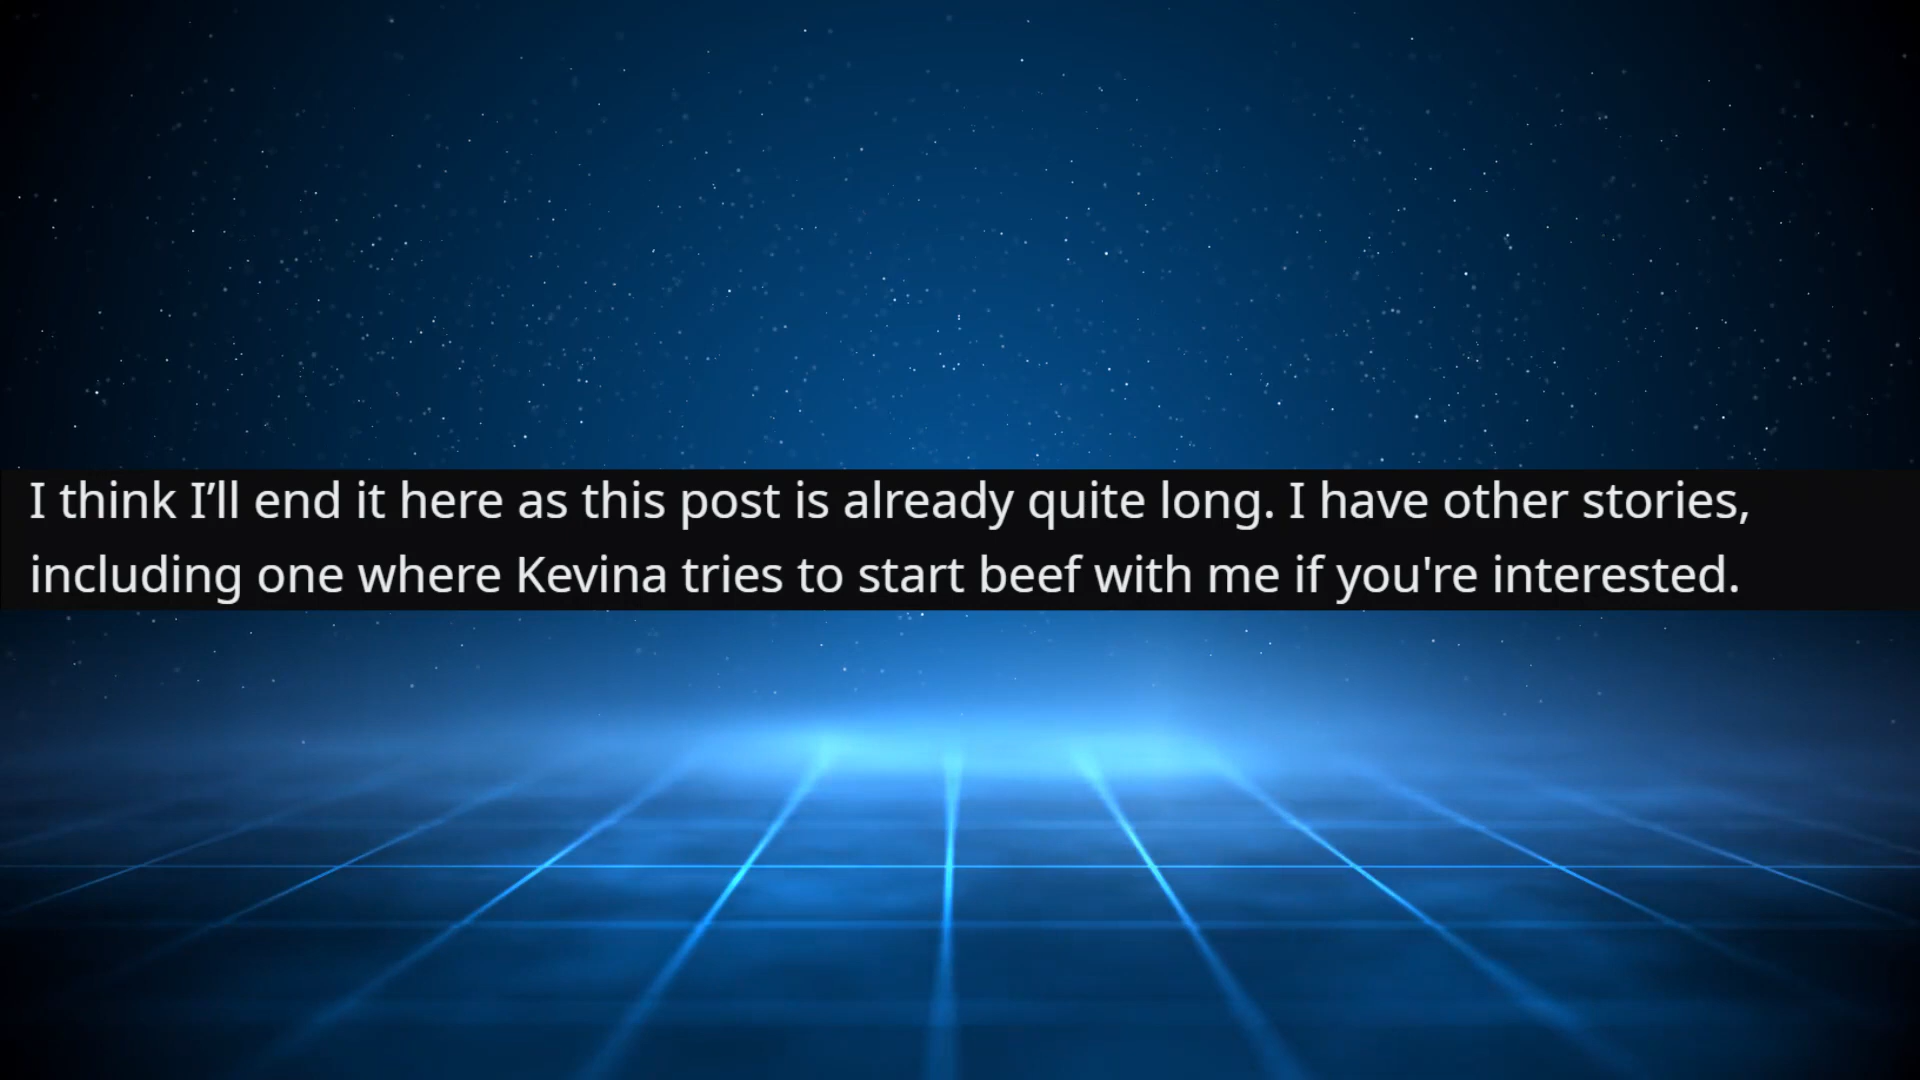 I think I’ll end it here as this post is already quite long. I have other stories,
including one where Kevina tries to start beef with me if you're interested.